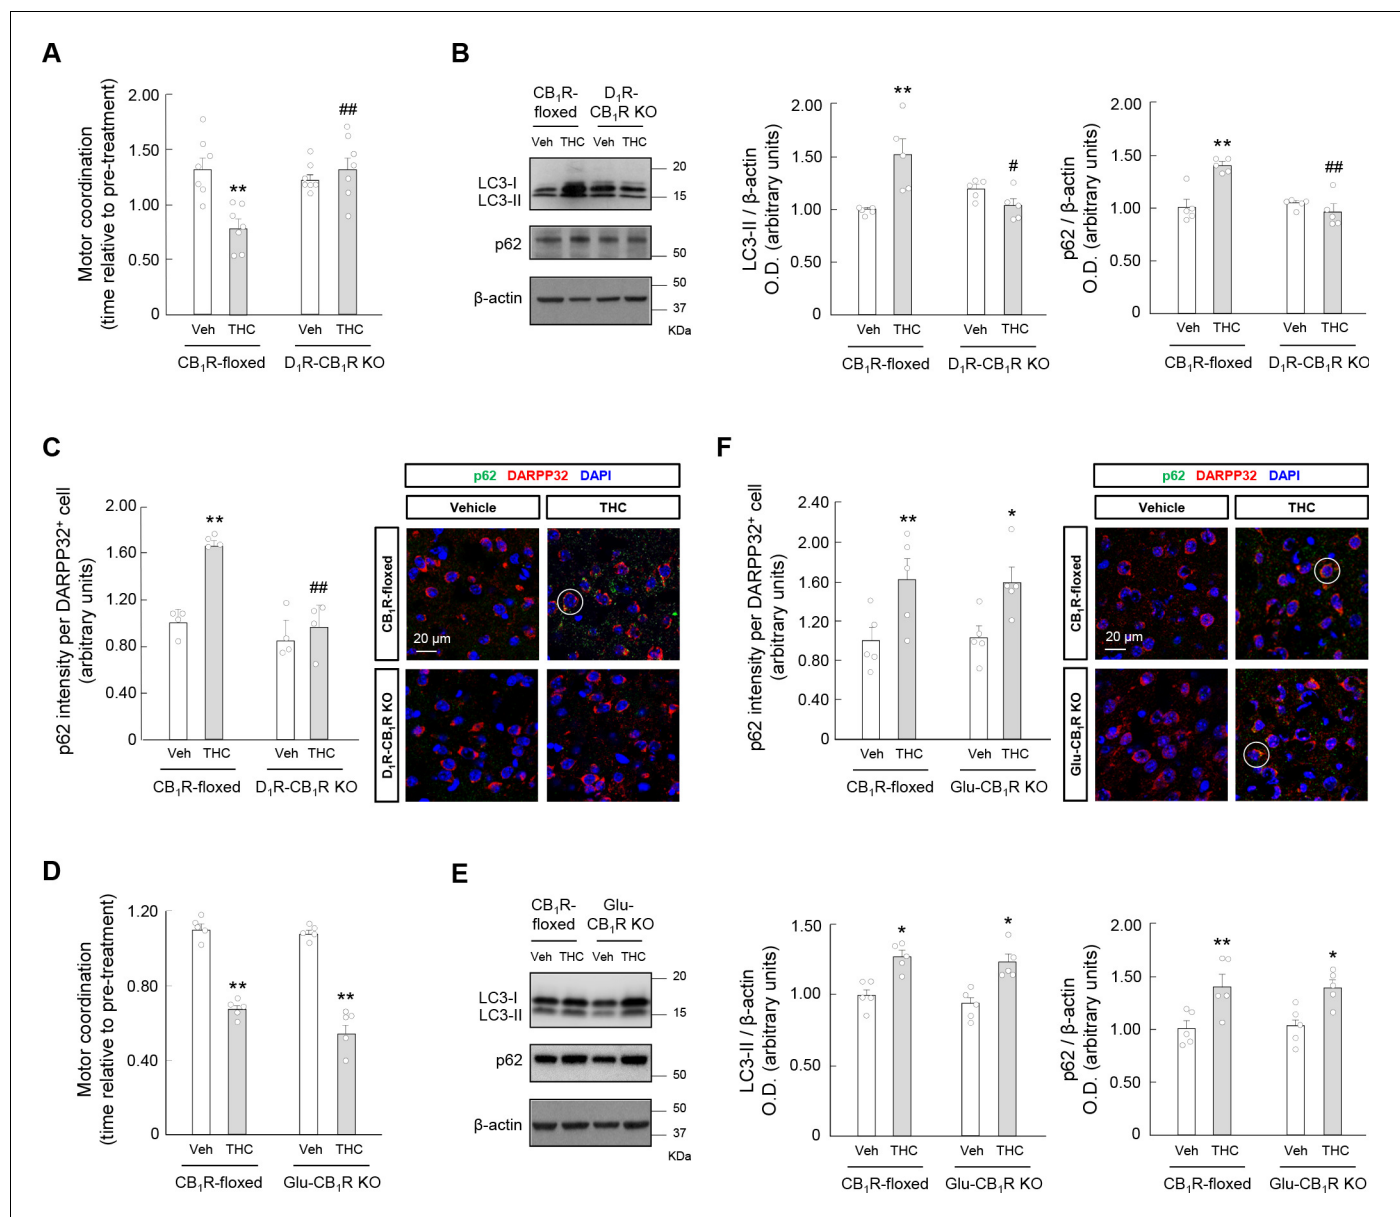 A
Motor coordination
(time relative to pre-treatment)
2.00
1.50
1.00
0.50
0
**
##
Veh THC Veh THC
CB₁R-floxed D₁R-CB₁R KO
B
CB₁R-
floxed
D₁R-
CB₁R KO
Veh THC Veh THC
LC3-I
LC3-II
p62
β-actin
20
15
50
50
37
KDa
LC3-II / β-actin
O.D. (arbitrary units)
2.00
1.50
1.00
0.50
0
**
#
Veh THC Veh THC
CB₁R-floxed D₁R-CB₁R KO
p62 / β-actin
O.D. (arbitrary units)
2.00
1.50
1.00
0.50
0
**
##
Veh THC Veh THC
CB₁R-floxed D₁R-CB₁R KO
C
p62 intensity per DARPP32⁺ cell
(arbitrary units)
2.00
1.60
1.20
0.80
0.40
0
**
##
Veh THC Veh THC
CB₁R-floxed D₁R-CB₁R KO
p62 DARPP32 DAPI
Vehicle THC
CB₁R-floxed
20 µm
D₁R-CB₁R KO
F
p62 intensity per DARPP32⁺ cell
(arbitrary units)
2.40
2.00
1.60
1.20
0.80
0.40
0
**
*
Veh THC Veh THC
CB₁R-floxed Glu-CB₁R KO
p62 DARPP32 DAPI
Vehicle THC
CB₁R-floxed
20 µm
Glu-CB₁R KO
D
Motor coordination
(time relative to pre-treatment)
1.20
0.80
0.40
0
**
**
Veh THC Veh THC
CB₁R-floxed Glu-CB₁R KO
E
CB₁R-
floxed
Glu-
CB₁R KO
Veh THC Veh THC
LC3-I
LC3-II
p62
β-actin
20
15
50
50
37
KDa
LC3-II / β-actin
O.D. (arbitrary units)
1.50
1.00
0.50
0
*
*
Veh THC Veh THC
CB₁R-floxed Glu-CB₁R KO
p62 / β-actin
O.D. (arbitrary units)
2.00
1.50
1.00
0.50
0
**
*
Veh THC Veh THC
CB₁R-floxed Glu-CB₁R KO